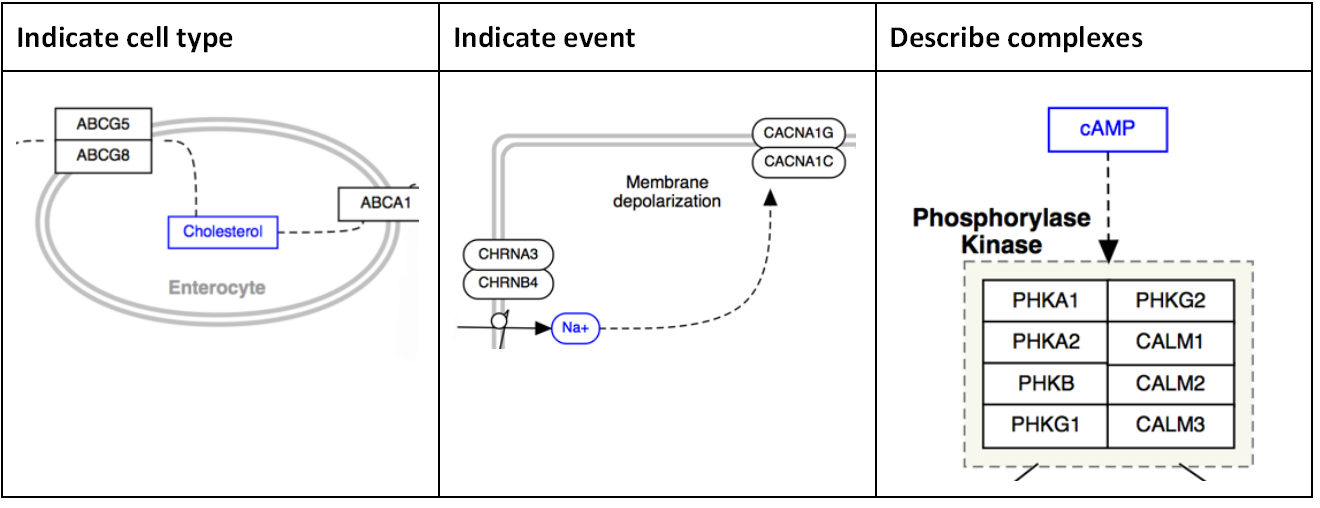 Indicate cell type
Indicate event
Describe complexes
ABCG5
ABCG8
ABCA1
Cholesterol
Enterocyte
CACNA1G
CACNA1C
Membrane
depolarization
CHRNA3
CHRNB4
Na+
cAMP
Phosphorylase
Kinase
PHKA1
PHKG2
PHKA2
CALM1
PHKB
CALM2
PHKG1
CALM3